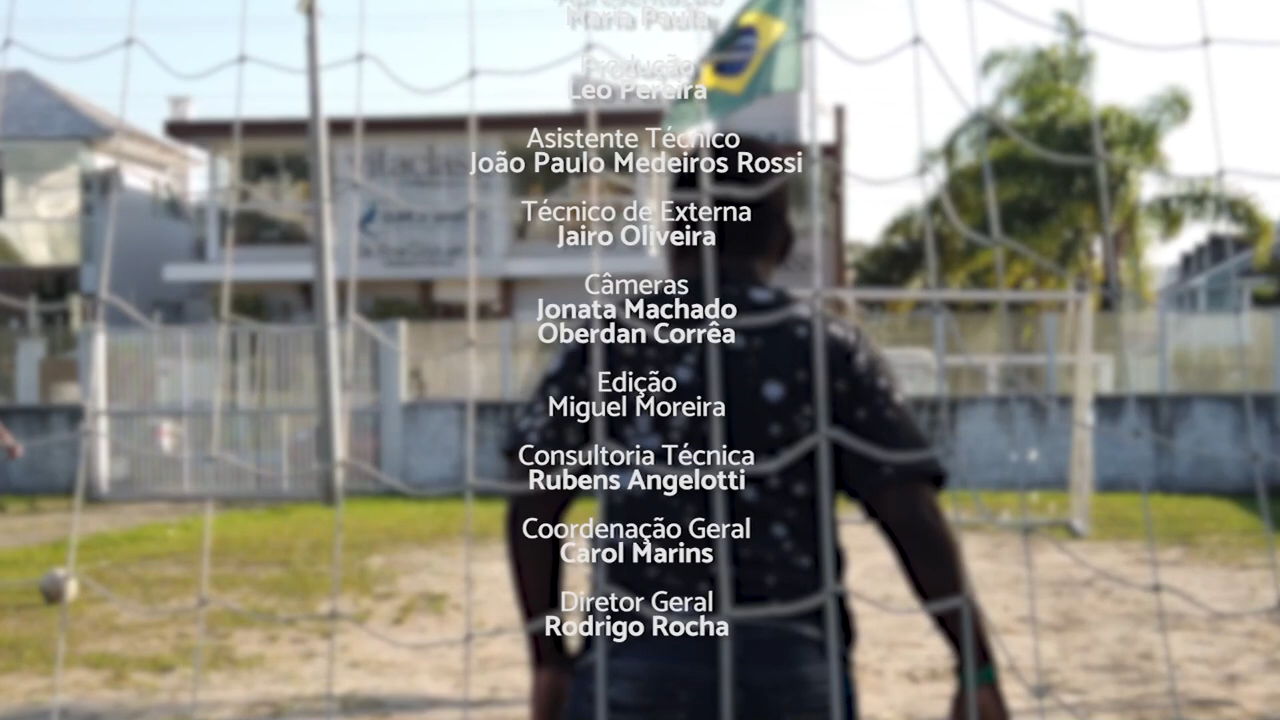 Maria Paula
Produção
Leo Pereira
Asistente Técnico
João Paulo Medeiros Rossi
Técnico de Externa
Jairo Oliveira
Câmeras
Jonata Machado
Oberdan Corrêa
Edição
Miguel Moreira
Consultoria Técnica
Rubens Angelotti
Coordenação Geral
Carol Marins
Diretor Geral
Rodrigo Rocha